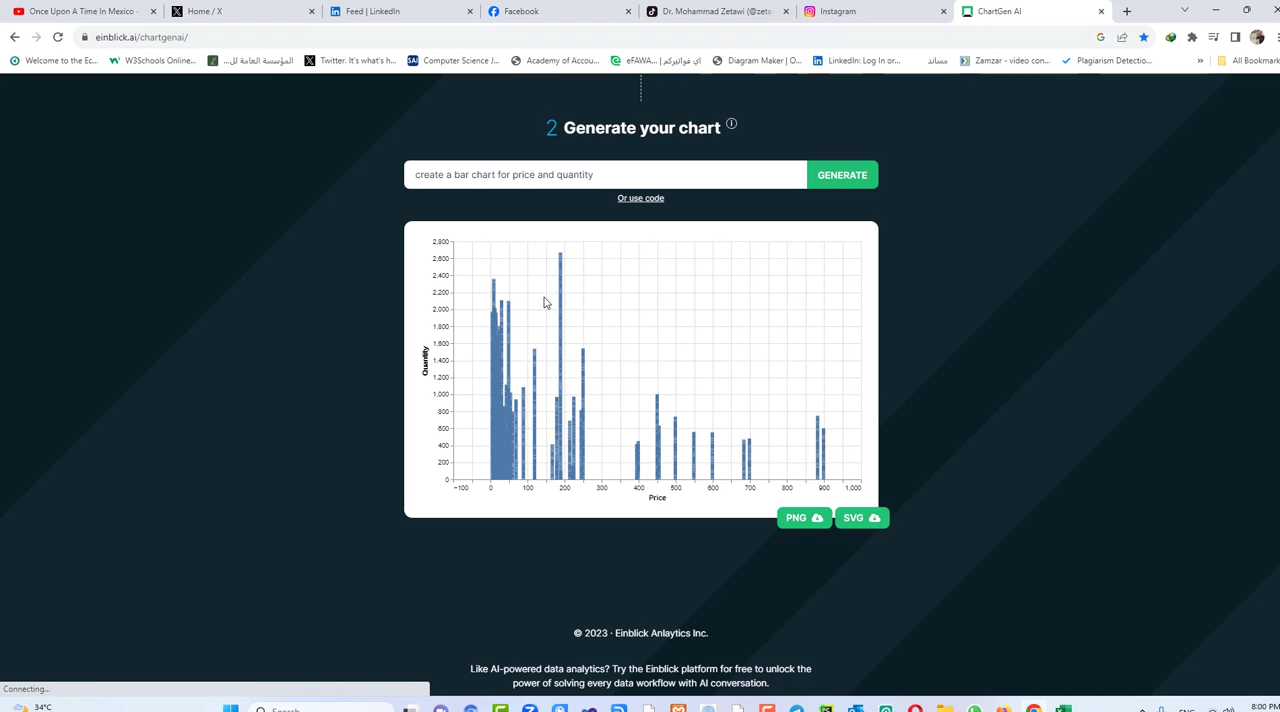 Once Upon A Time In Mexico -
Home / X
Feed | LinkedIn
Facebook
Dr. Mohammad Zetawi (@zeta
Instagram
ChartGen AI
einblick.ai/chartgenai/
Welcome to the Ec...
W3Schools Online...
المؤسسة العامة لل...
Twitter. It's what's h...
SAI
Computer Science J...
Academy of Accou...
اي فواتيركم | eFAWA...
Diagram Maker | O...
LinkedIn: Log In or...
مساند
Zamzar - video con...
Plagiarism Detectio...
All Bookmark
2 Generate your chart
create a bar chart for price and quantity
GENERATE
Or use code
2,800
2,600
2,400
2,200
2,000
1,800
1,600
1,400
1,200
1,000
800
600
400
200
0
Quantity
−100 0 100 200 300 400 500 600 700 800 900 1,000
Price
PNG
SVG
© 2023 · Einblick Anlaytics Inc.
Like AI-powered data analytics? Try the Einblick platform for free to unlock the
power of solving every data workflow with AI conversation.
Connecting...
34°C
Search
8:00 PM